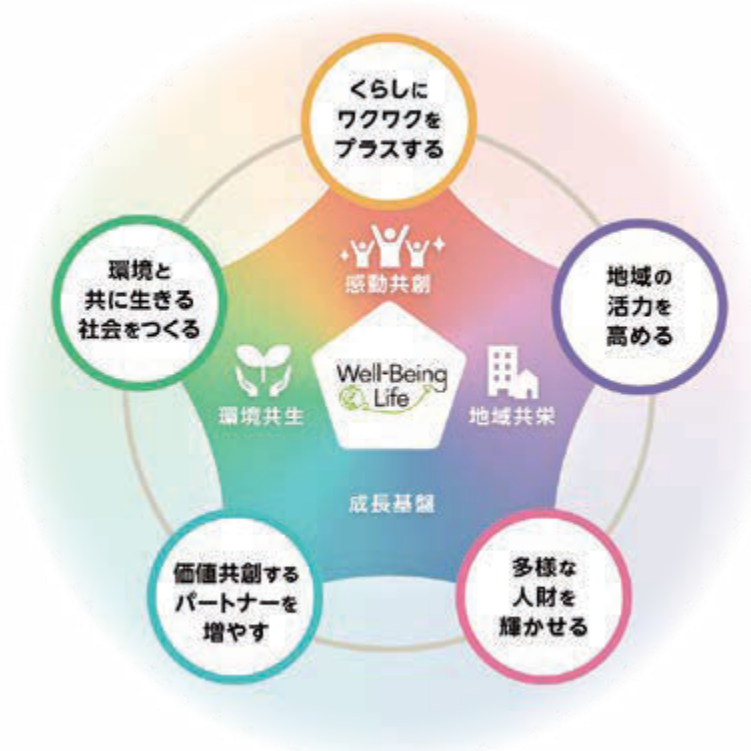 くらしに
ワクワクを
プラスする
感動共創
環境と
共に生きる
社会をつくる
地域の
活力を
高める
Well-Being
Life
環境共生
地域共栄
成長基盤
価値共創する
パートナーを
増やす
多様な
人財を
輝かせる